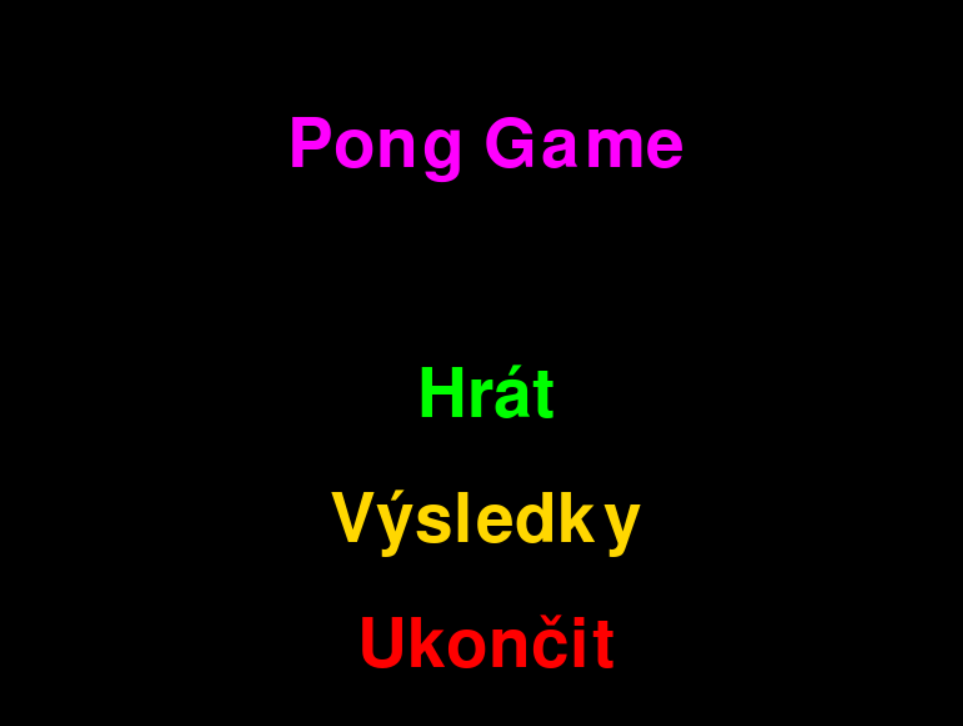 Pong Game
Hrát
Výsledky
Ukončit